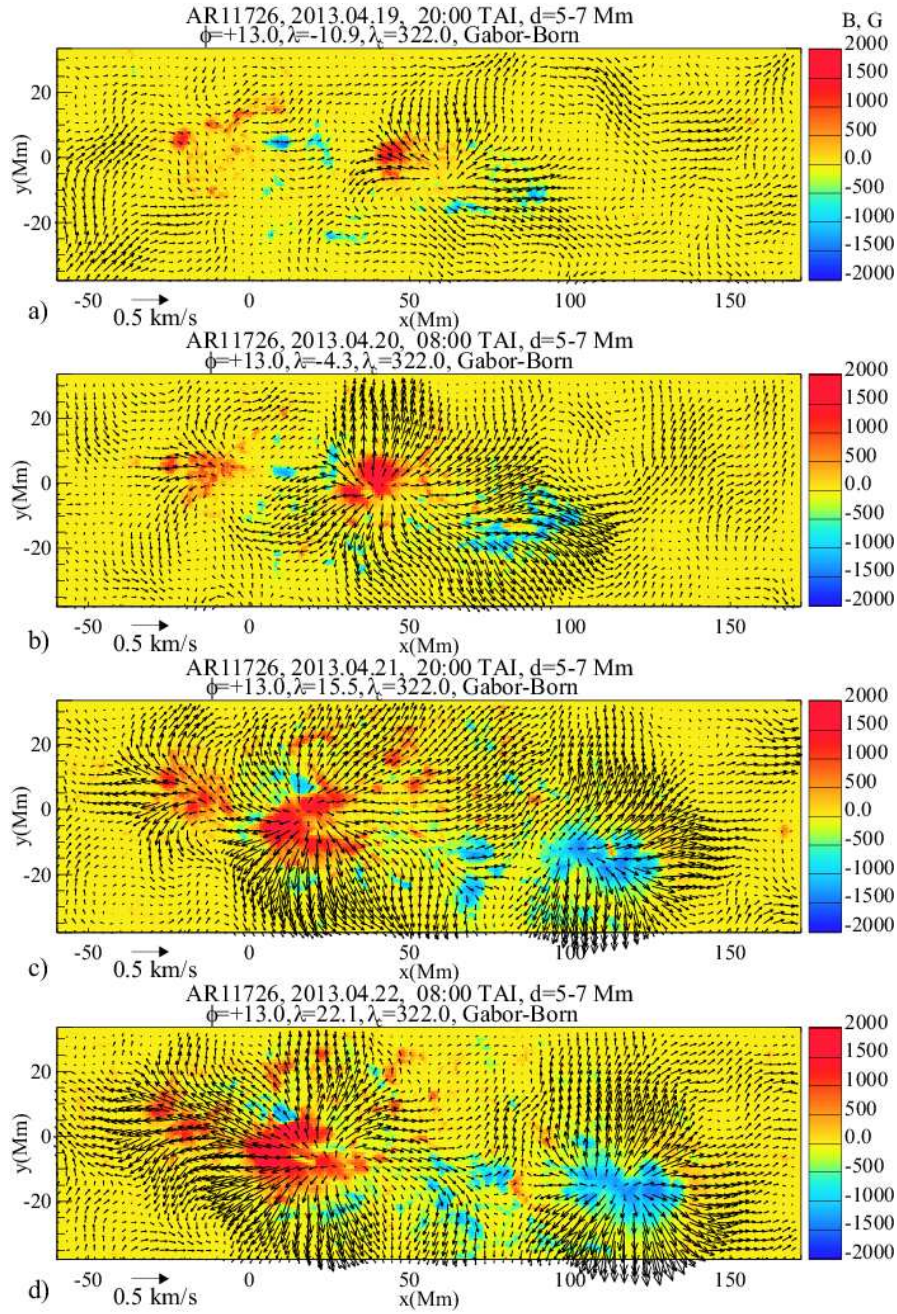 AR11726, 2013.04.19, 20:00 TAI, d=5-7 Mm
ϕ=+13.0,λ=-10.9,λc=322.0, Gabor-Born
B, G
2000
1500
1000
500
0.0
-500
-1000
-1500
-2000
y(Mm)
20
0
-20
-50
0
50
100
150
a)
0.5 km/s
x(Mm)
AR11726, 2013.04.20, 08:00 TAI, d=5-7 Mm
ϕ=+13.0,λ=-4.3,λc=322.0, Gabor-Born
2000
1500
1000
500
0.0
-500
-1000
-1500
-2000
y(Mm)
20
0
-20
-50
0
50
100
150
b)
0.5 km/s
x(Mm)
AR11726, 2013.04.21, 20:00 TAI, d=5-7 Mm
ϕ=+13.0,λ=15.5,λc=322.0, Gabor-Born
2000
1500
1000
500
0.0
-500
-1000
-1500
-2000
y(Mm)
20
0
-20
-50
0
50
100
150
c)
0.5 km/s
x(Mm)
AR11726, 2013.04.22, 08:00 TAI, d=5-7 Mm
ϕ=+13.0,λ=22.1,λc=322.0, Gabor-Born
2000
1500
1000
500
0.0
-500
-1000
-1500
-2000
y(Mm)
20
0
-20
-50
0
50
100
150
d)
0.5 km/s
x(Mm)